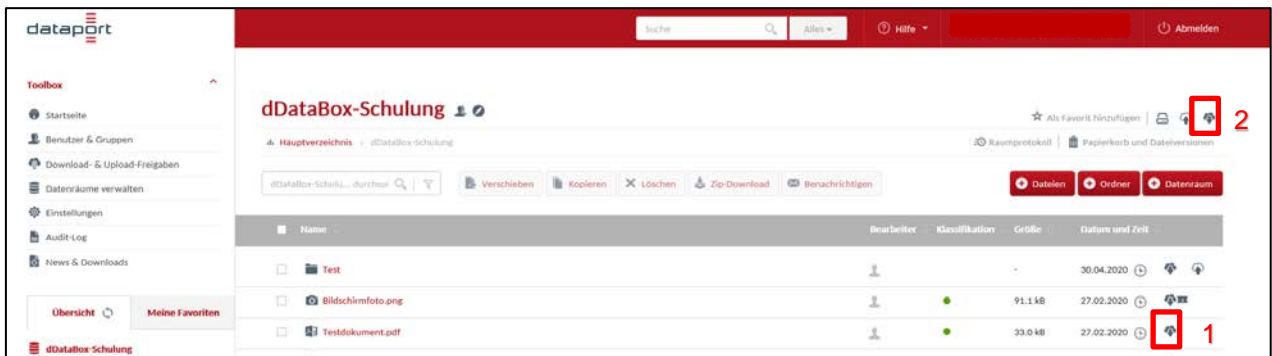 dataport
Suche
Alles
Hilfe
Abmelden
Toolbox
Startseite
Benutzer & Gruppen
Download- & Upload-Freigaben
Datenräume verwalten
Einstellungen
Audit-Log
News & Downloads
Übersicht
Meine Favoriten
dDataBox-Schulung
dDataBox-Schulung
Als Favorit hinzufügen
2
Hauptverzeichnis dDataBox-Schulung
Raumprotokoll
Papierkorb und Dateiversionen
dDataBox-Schulu... durchsu
Verschieben
Kopieren
Löschen
Zip-Download
Benachrichtigen
Dateien
Ordner
Datenraum
Name Bearbeiter Klassifikation Größe Datum und Zeit
Test - 30.04.2020
Bildschirmfoto.png 91.1 kB 27.02.2020
Testdokument.pdf 33.0 kB 27.02.2020
1